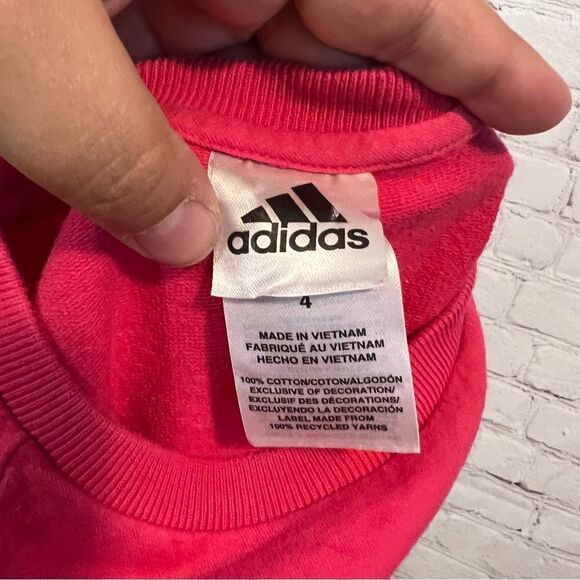 adidas
4
MADE IN VIETNAM
FABRIQUÉ AU VIETNAM
HECHO EN VIETNAM
100% COTTON/COTON/ALGODÓN
EXCLUSIVE OF DECORATION/
EXCLUSIF DES DÉCORATIONS/
EXCLUYENDO LA DECORACIÓN
LABEL MADE FROM
100% RECYCLED YARNS